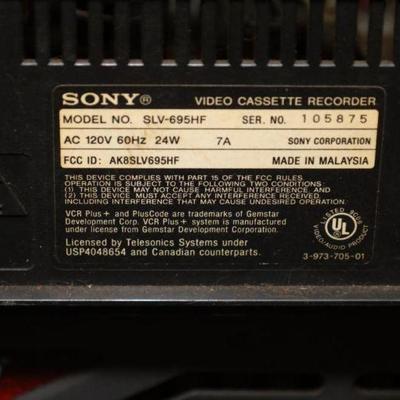 SONY® VIDEO CASSETTE RECORDER
MODEL NO. SLV-695HF SER. NO. 105875
AC 120V 60Hz 24W 7A SONY CORPORATION
FCC ID: AK8SLV695HF MADE IN MALAYSIA
THIS DEVICE COMPLIES WITH PART 15 OF THE FCC RULES
OPERATION IS SUBJECT TO THE FOLLOWING TWO CONDITIONS:
(1) THIS DEVICE MAY NOT CAUSE HARMFUL INTERFERENCE, AND
(2) THIS DEVICE MUST ACCEPT ANY INTERFERENCE RECEIVED,
INCLUDING INTERFERENCE THAT MAY CAUSE UNDESIRED OPERATION.
VCR Plus+ and PlusCode are trademarks of Gemstar
Development Corp. VCR Plus+ system is manufactured
under license from Gemstar Development Corporation.
Licensed by Telesonics Systems under
USP4048654 and Canadian counterparts.
LISTED
UL
®
VIDEO/AUDIO PRODUCT
3-973-705-01